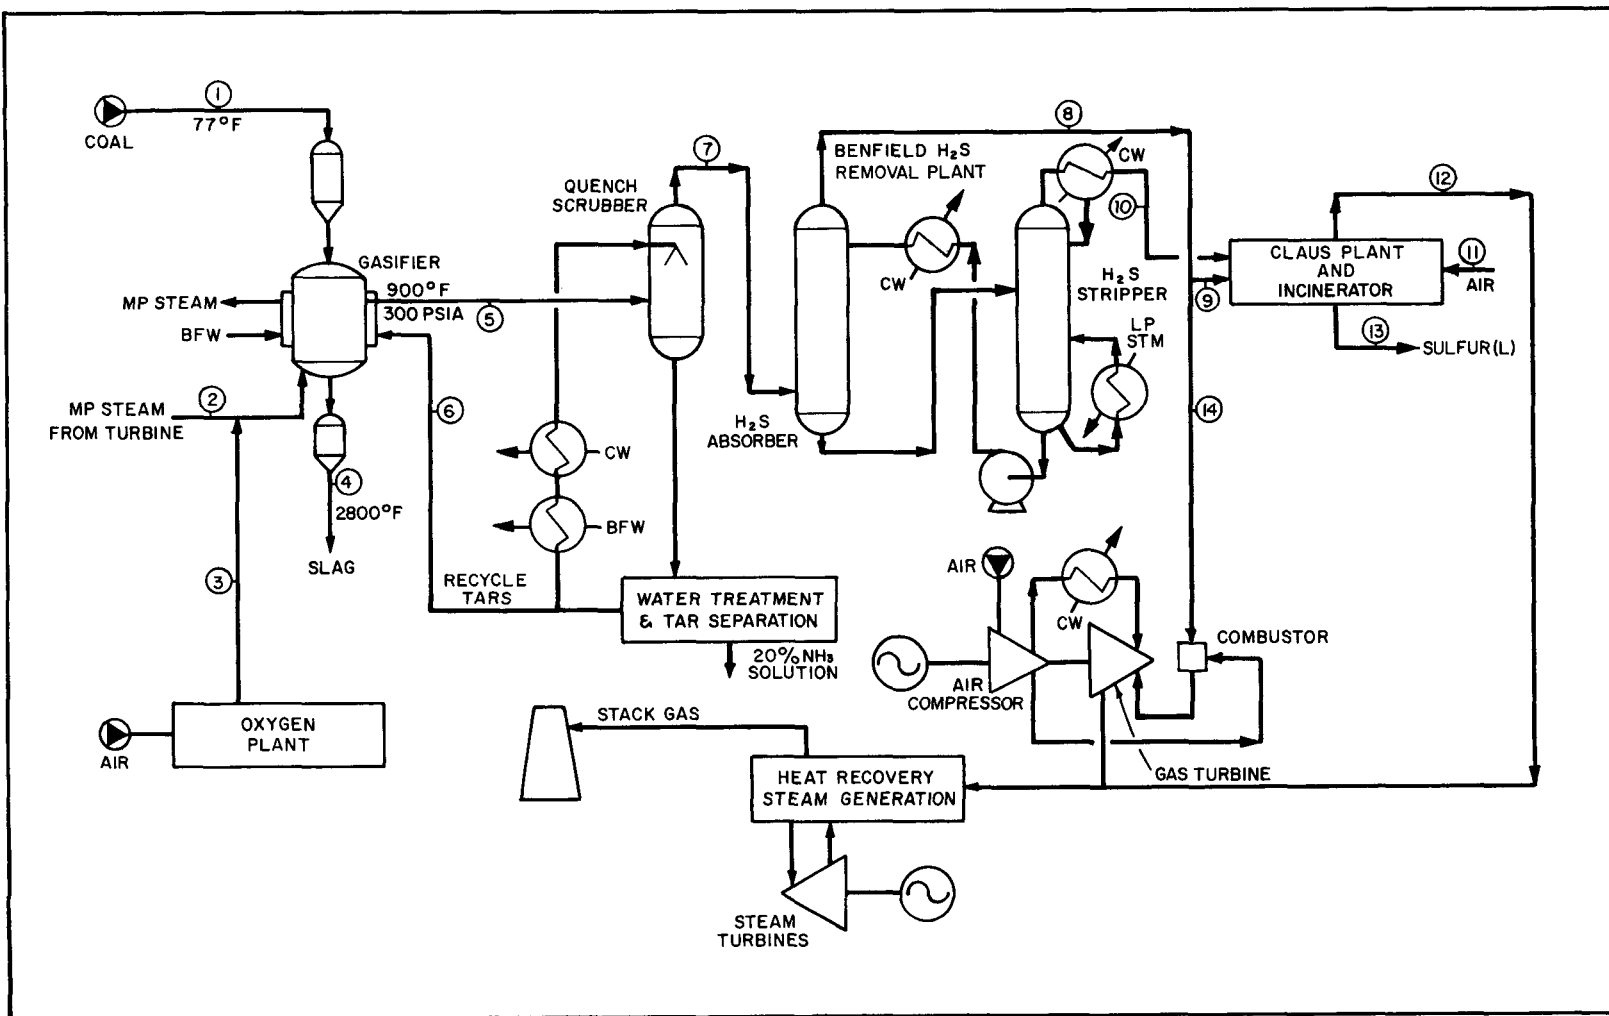 1
77°F
COAL
GASIFIER
900°F
300 PSIA
5
MP STEAM
BFW
2
MP STEAM
FROM TURBINE
4
2800°F
SLAG
3
6
RECYCLE
TARS
OXYGEN
PLANT
AIR
QUENCH
SCRUBBER
7
CW
BFW
WATER TREATMENT
& TAR SEPARATION
20% NH3
SOLUTION
8
BENFIELD H2S
REMOVAL PLANT
CW
H2S
ABSORBER
CW
10
H2S
STRIPPER
LP
STM
9
14
CLAUS PLANT
AND
INCINERATOR
11
AIR
12
13
SULFUR(L)
AIR
CW
AIR
COMPRESSOR
COMBUSTOR
GAS TURBINE
STACK GAS
HEAT RECOVERY
STEAM GENERATION
STEAM
TURBINES